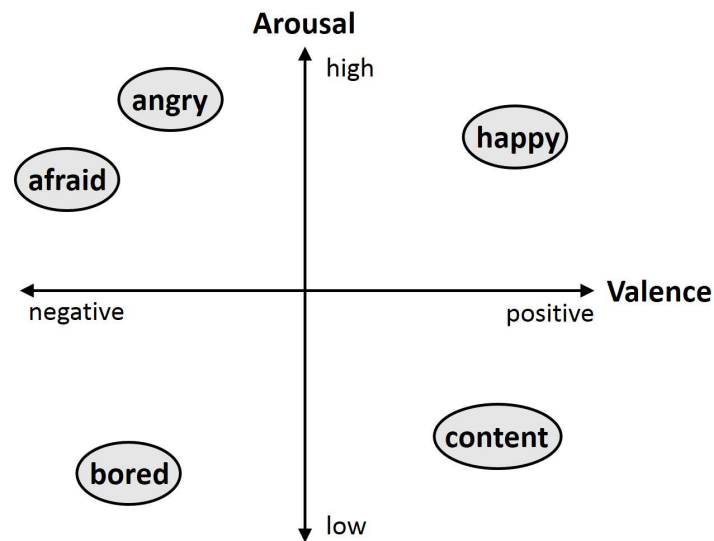 Arousal
high
angry
happy
afraid
Valence
negative
positive
content
bored
low